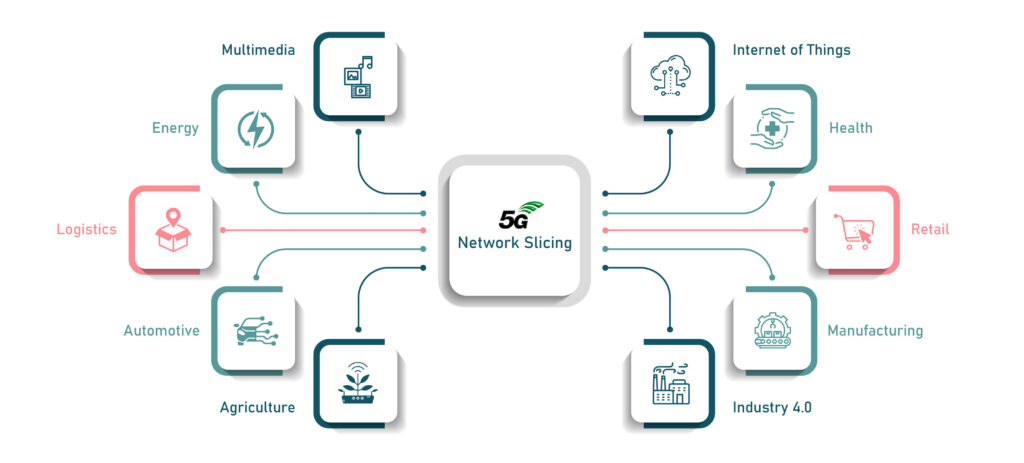 Multimedia
Internet of Things
Energy
Health
5G
Network Slicing
Logistics
Retail
Automotive
Manufacturing
Agriculture
Industry 4.0